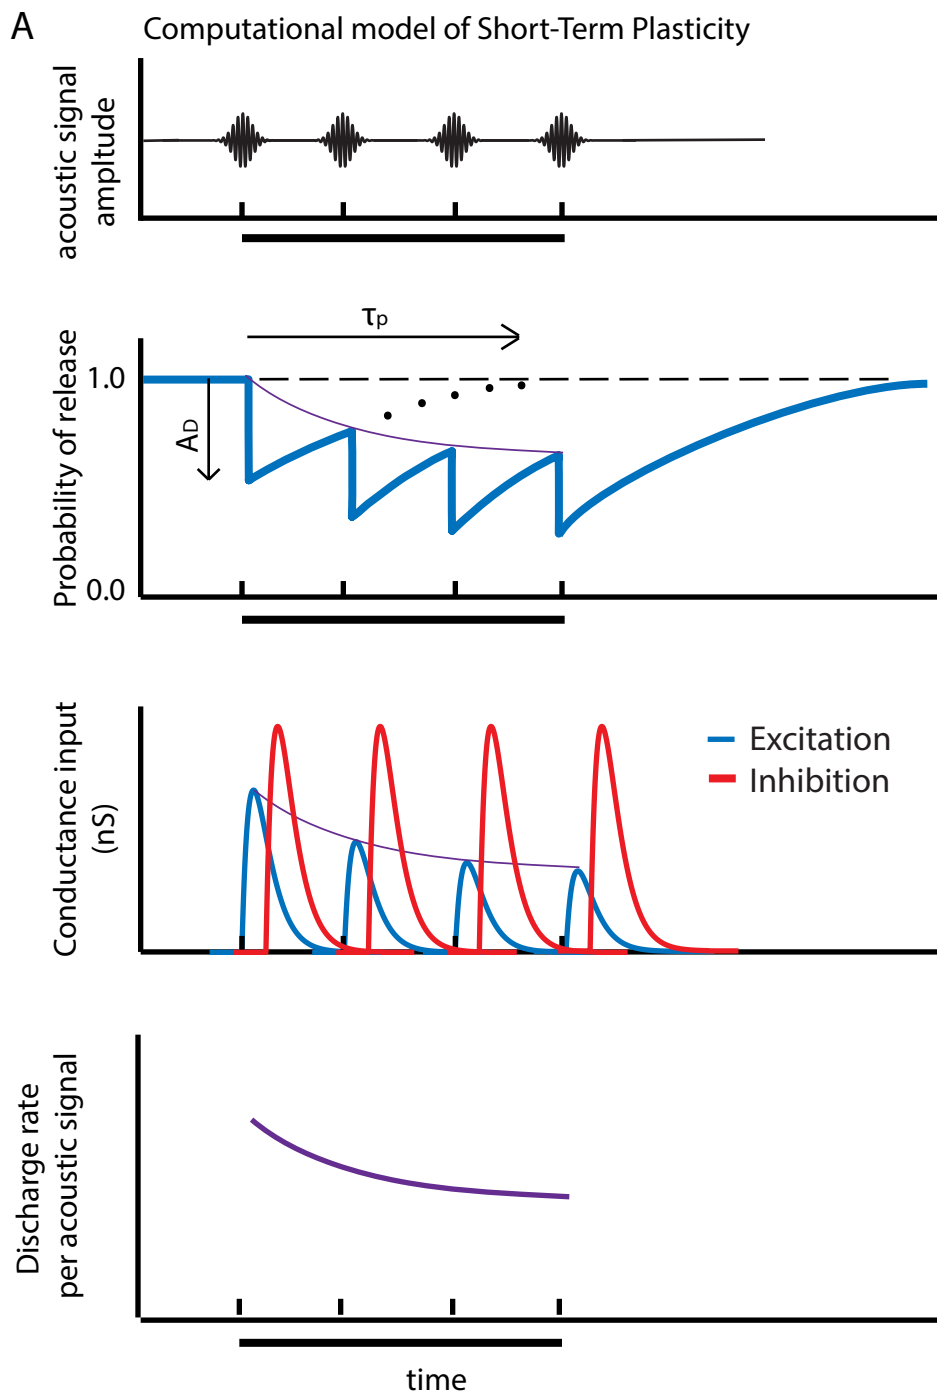 A
Computational model of Short-Term Plasticity
acoustic signal
ampltude
Probability of release
1.0
0.0
τp
AD
Conductance input
(nS)
Excitation
Inhibition
Discharge rate
per acoustic signal
time